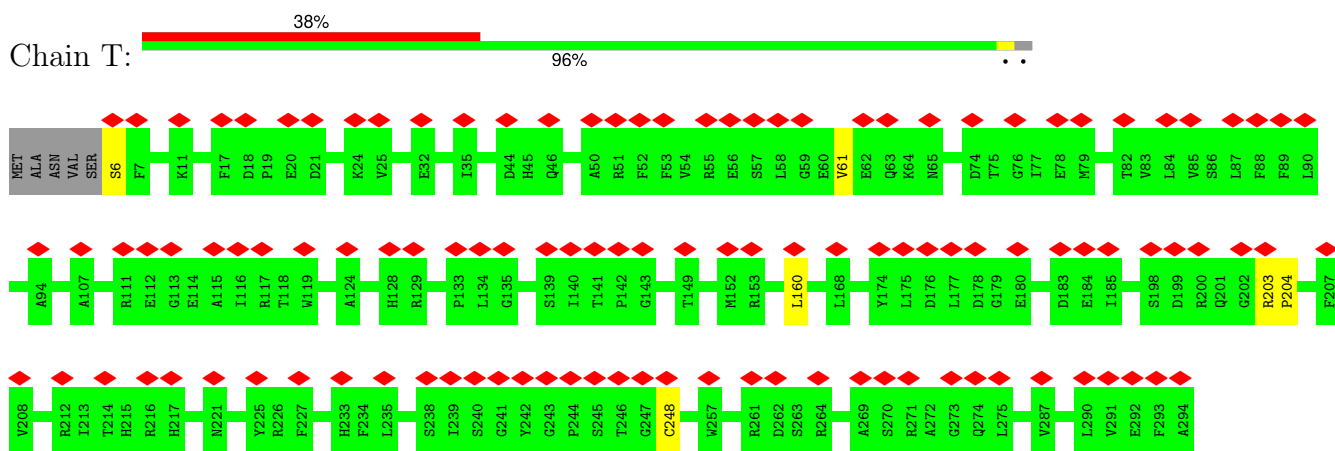 38%
Chain T:
96%
. .
MET ALA ASN VAL SER S6 F7 K11 F17 D18 P19 E20 D21 K24 V25 E32 I35 D44 H45 Q46 A50 R51 F52 F53 V54 R55 E56 S57 L58 G59 E60 V61 E62 Q63 K64 N65 D74 T75 G76 I77 E78 M79 T82 V83 L84 V85 S86 L87 F88 F89 L90
A94 A107 R111 E112 G113 E114 A115 I116 R117 T118 W119 A124 H128 R129 P133 L134 G135 S139 I140 T141 P142 G143 T149 M152 R153 L160 L168 Y174 L175 D176 L177 D178 G179 E180 D183 E184 I185 S198 D199 R200 Q201 G202 R203 P204 F207
V208 R212 I213 T214 H215 R216 H217 N221 Y225 R226 F227 H233 F234 L235 S238 I239 S240 G241 Y242 G243 P244 S245 T246 G247 C248 W257 R261 D262 S263 R264 A269 S270 R271 A272 G273 Q274 L275 V287 L290 V291 E292 F293 A294